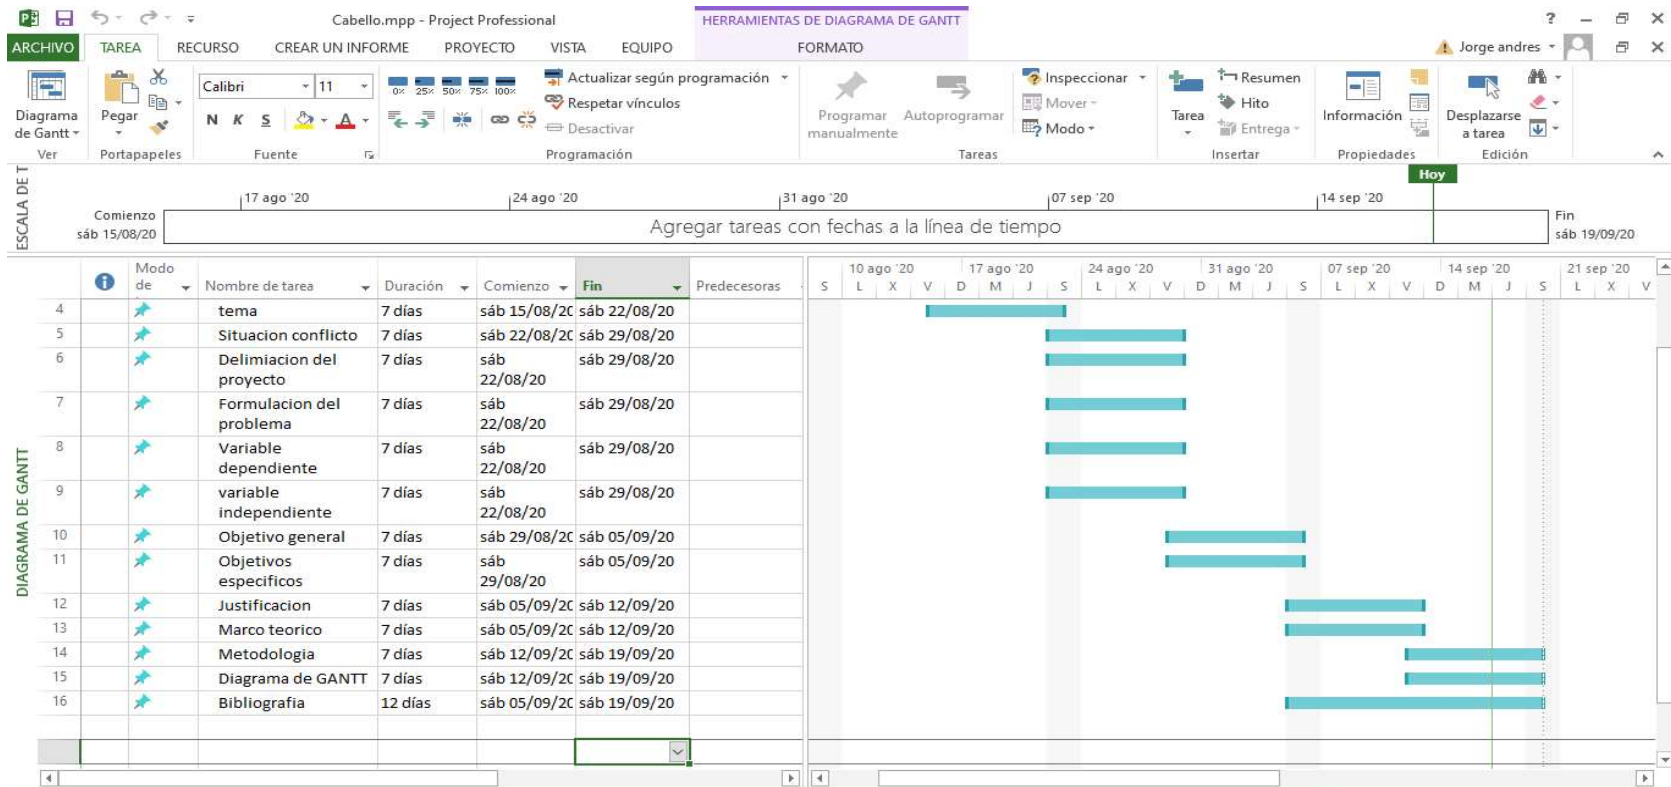 Cabello.mpp - Project Professional
HERRAMIENTAS DE DIAGRAMA DE GANTT
?
ARCHIVO TAREA RECURSO CREAR UN INFORME PROYECTO VISTA EQUIPO FORMATO
Jorge andres
Diagrama de Gantt
Ver
Pegar
Portapapeles
Calibri 11
N K S A
Fuente
0% 25% 50% 75% 100%
Actualizar según programación
Respetar vínculos
Desactivar
Programación
Programar manualmente
Autoprogramar
Inspeccionar
Mover
Modo
Tareas
Tarea
Resumen
Hito
Entrega
Insertar
Información
Propiedades
Desplazarse a tarea
Edición
ESCALA DE T
Hoy
17 ago '20 24 ago '20 31 ago '20 07 sep '20 14 sep '20
Comienzo
sáb 15/08/20
Agregar tareas con fechas a la línea de tiempo
Fin
sáb 19/09/20
DIAGRAMA DE GANTT
Modo de
Nombre de tarea Duración Comienzo Fin Predecesoras
10 ago '20 17 ago '20 24 ago '20 31 ago '20 07 sep '20 14 sep '20 21 sep '20
S L X V D M J S L X V D M J S L X V D M J S L X V
4 tema 7 días sáb 15/08/20 sáb 22/08/20
5 Situacion conflicto 7 días sáb 22/08/20 sáb 29/08/20
6 Delimiacion del proyecto 7 días sáb 22/08/20 sáb 29/08/20
7 Formulacion del problema 7 días sáb 22/08/20 sáb 29/08/20
8 Variable dependiente 7 días sáb 22/08/20 sáb 29/08/20
9 variable independiente 7 días sáb 22/08/20 sáb 29/08/20
10 Objetivo general 7 días sáb 29/08/20 sáb 05/09/20
11 Objetivos especificos 7 días sáb 29/08/20 sáb 05/09/20
12 Justificacion 7 días sáb 05/09/20 sáb 12/09/20
13 Marco teorico 7 días sáb 05/09/20 sáb 12/09/20
14 Metodologia 7 días sáb 12/09/20 sáb 19/09/20
15 Diagrama de GANTT 7 días sáb 12/09/20 sáb 19/09/20
16 Bibliografia 12 días sáb 05/09/20 sáb 19/09/20